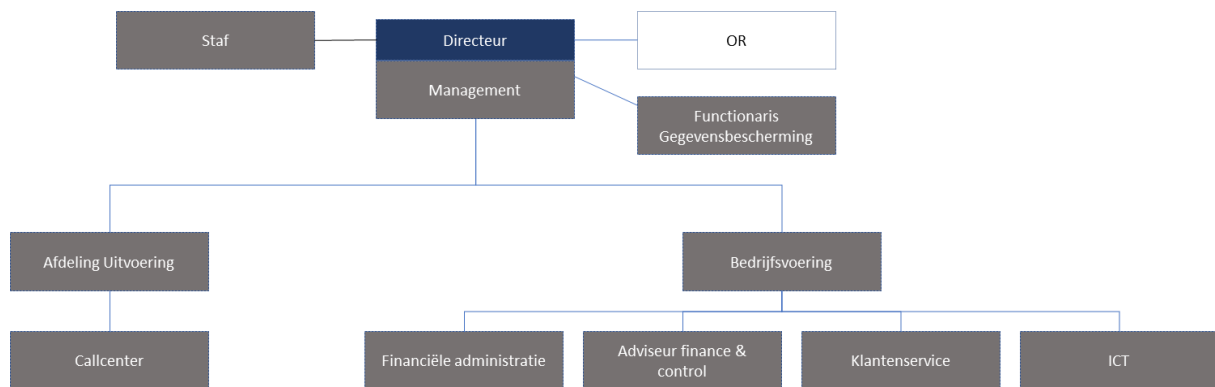 Staf
Directeur
OR
Management
Functionaris
Gegevensbescherming
Afdeling Uitvoering
Bedrijfsvoering
Callcenter
Financiële administratie
Adviseur finance &
control
Klantenservice
ICT